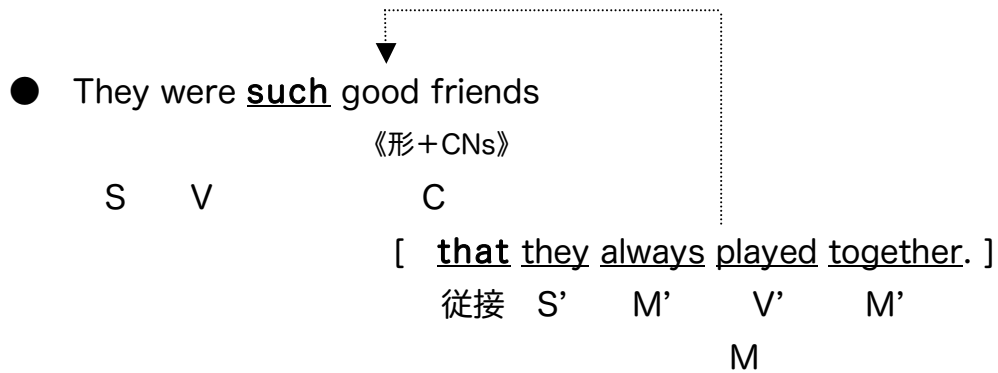 ● They were such good friends
《形＋CNs》
S V C
[ that they always played together. ]
従接 S’ M’ V’ M’
M